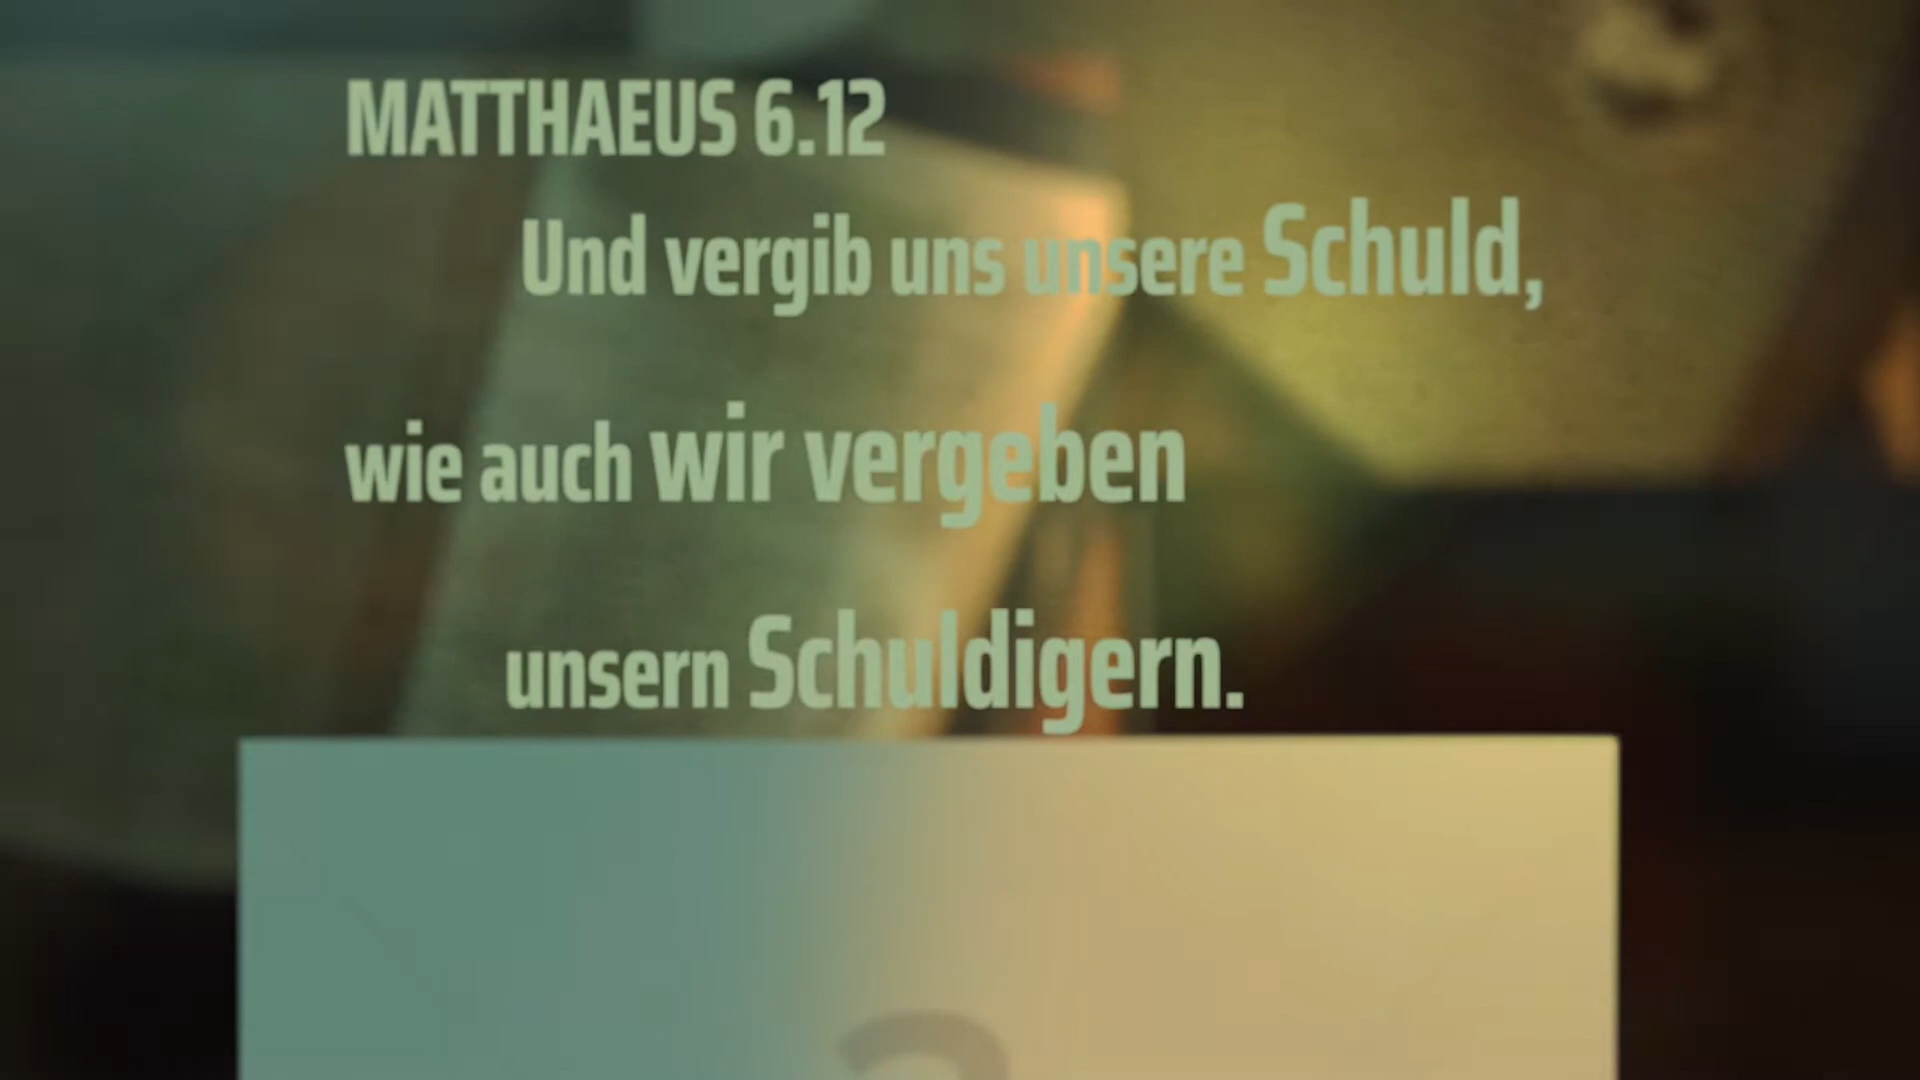 MATTHAEUS 6.12
Und vergib uns unsere Schuld,
wie auch wir vergeben
unsern Schuldigern.